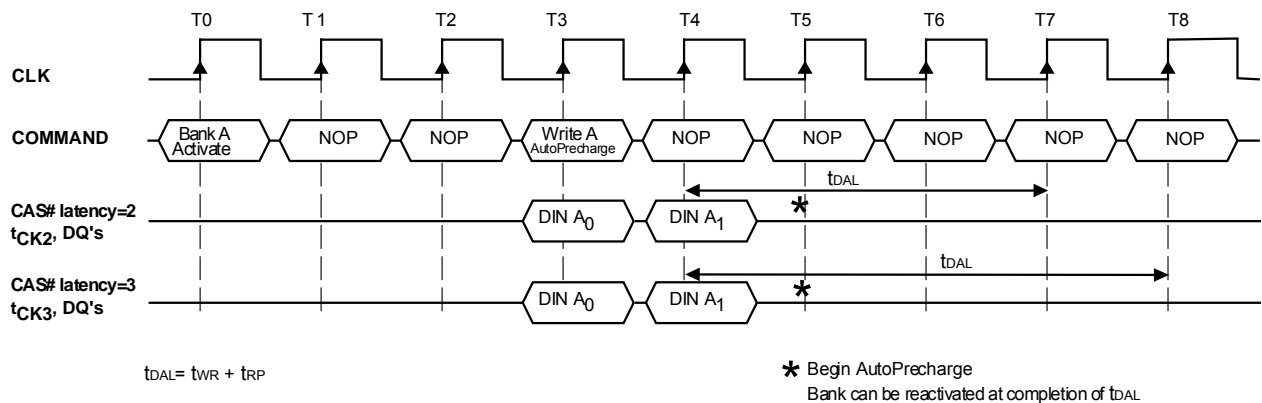 T0 T1 T2 T3 T4 T5 T6 T7 T8
CLK
COMMAND
Bank A
Activate
NOP
NOP
Write A
AutoPrecharge
NOP
NOP
NOP
NOP
NOP
tDAL
CAS# latency=2
tCK2, DQ's
DIN A0
DIN A1
*
tDAL
CAS# latency=3
tCK3, DQ's
DIN A0
DIN A1
*
tDAL= tWR + tRP
* Begin AutoPrecharge
Bank can be reactivated at completion of tDAL